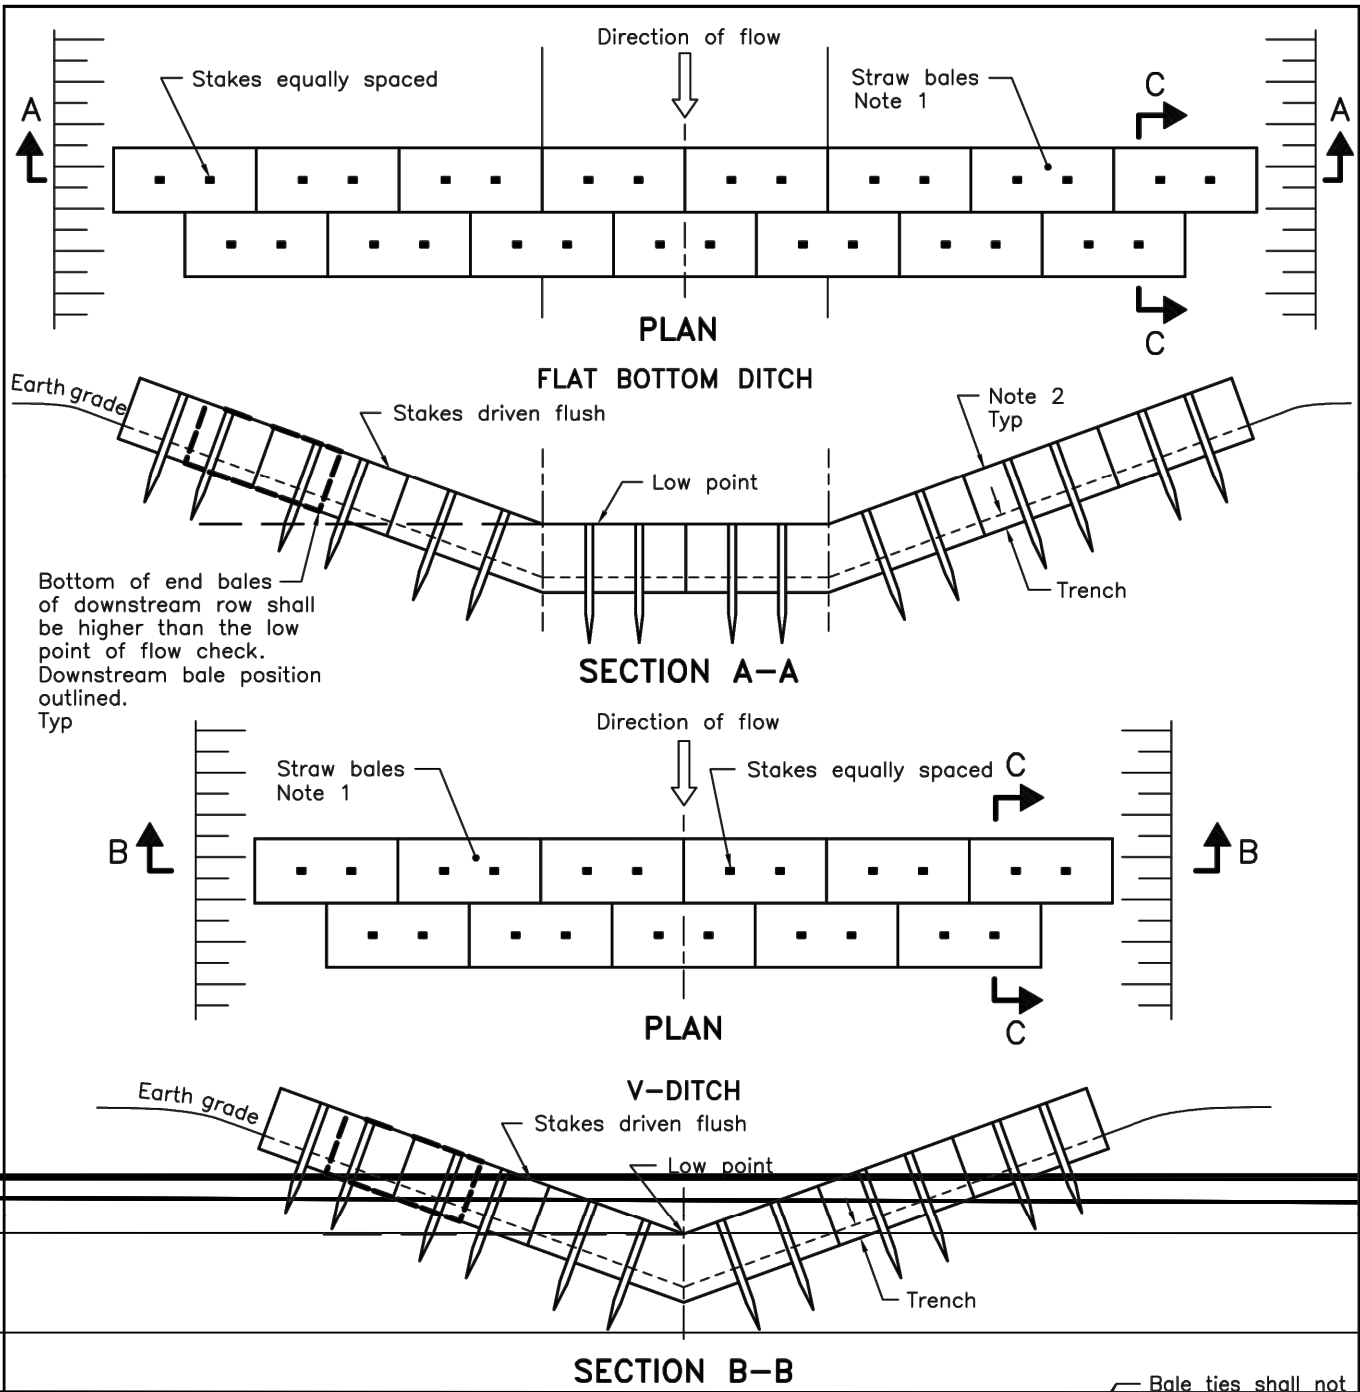 Direction of flow
Stakes equally spaced
Straw bales
Note 1
C
A
A
PLAN
C
FLAT BOTTOM DITCH
Earth grade
Stakes driven flush
Note 2
Typ
Low point
Bottom of end bales
of downstream row shall
be higher than the low
point of flow check.
Downstream bale position
outlined.
Typ
Trench
SECTION A-A
Direction of flow
Straw bales
Note 1
Stakes equally spaced
C
B
B
PLAN
C
V-DITCH
Earth grade
Stakes driven flush
Low point
Trench
SECTION B-B
Bale ties shall not